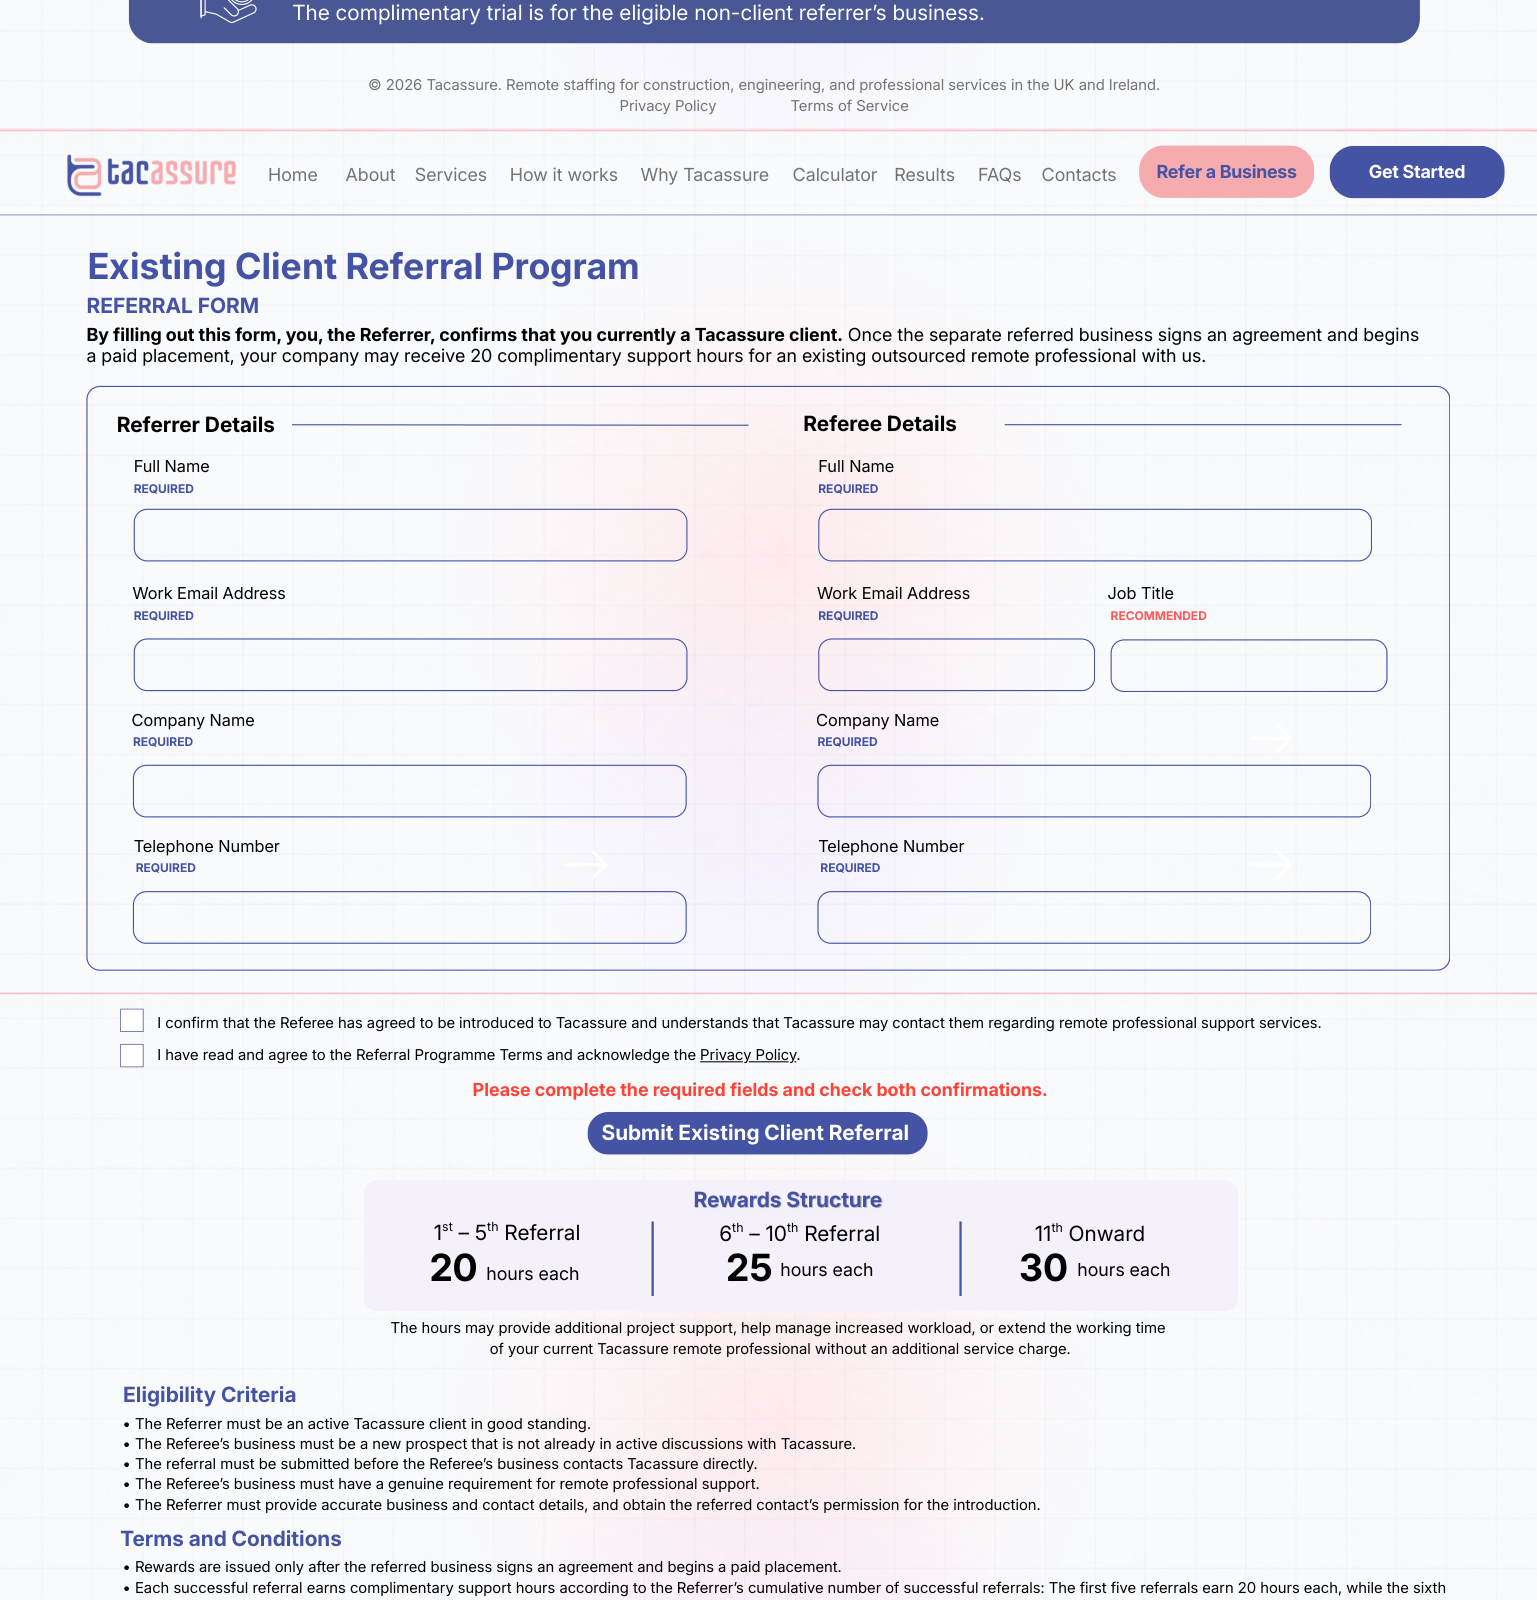 The complimentary trial is for the eligible non-client referrer’s business.
© 2026 Tacassure. Remote staffing for construction, engineering, and professional services in the UK and Ireland.
Privacy Policy Terms of Service
tacassure Home About Services How it works Why Tacassure Calculator Results FAQs Contacts Refer a Business Get Started
Existing Client Referral Program
REFERRAL FORM
By filling out this form, you, the Referrer, confirms that you currently a Tacassure client. Once the separate referred business signs an agreement and begins
a paid placement, your company may receive 20 complimentary support hours for an existing outsourced remote professional with us.
Referrer Details
Full Name
REQUIRED
Work Email Address
REQUIRED
Company Name
REQUIRED
Telephone Number
REQUIRED
Referee Details
Full Name
REQUIRED
Work Email Address Job Title
REQUIRED RECOMMENDED
Company Name
REQUIRED
Telephone Number
REQUIRED
I confirm that the Referee has agreed to be introduced to Tacassure and understands that Tacassure may contact them regarding remote professional support services.
I have read and agree to the Referral Programme Terms and acknowledge the Privacy Policy.
Please complete the required fields and check both confirmations.
Submit Existing Client Referral
Rewards Structure
1st – 5th Referral
20 hours each
6th – 10th Referral
25 hours each
11th Onward
30 hours each
The hours may provide additional project support, help manage increased workload, or extend the working time
of your current Tacassure remote professional without an additional service charge.
Eligibility Criteria
• The Referrer must be an active Tacassure client in good standing.
• The Referee’s business must be a new prospect that is not already in active discussions with Tacassure.
• The referral must be submitted before the Referee’s business contacts Tacassure directly.
• The Referee’s business must have a genuine requirement for remote professional support.
• The Referrer must provide accurate business and contact details, and obtain the referred contact’s permission for the introduction.
Terms and Conditions
• Rewards are issued only after the referred business signs an agreement and begins a paid placement.
• Each successful referral earns complimentary support hours according to the Referrer’s cumulative number of successful referrals: The first five referrals earn 20 hours each, while the sixth